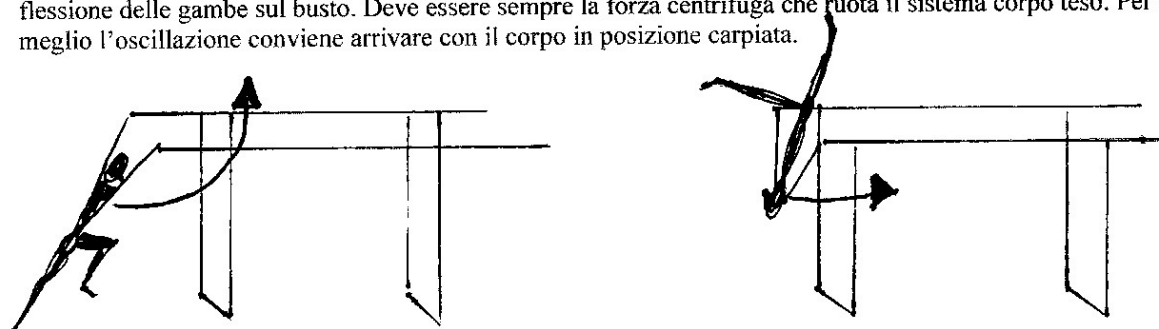 flessione delle gambe sul busto. Deve essere sempre la forza centrifuga che ruota il sistema corpo teso. Per
meglio l'oscillazione conviene arrivare con il corpo in posizione carpiata.